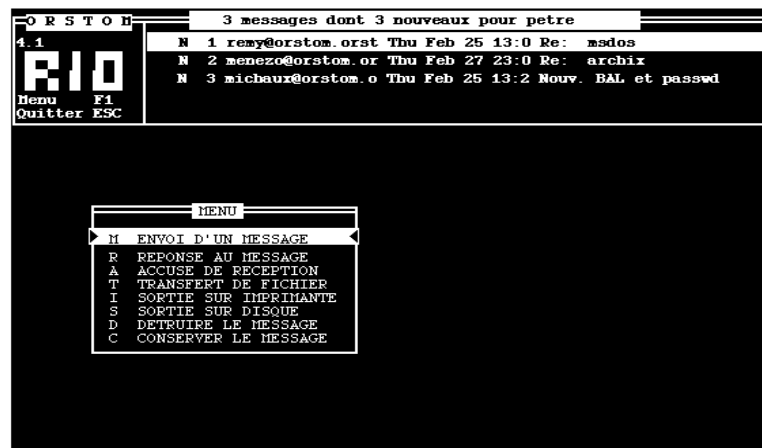 ORSTOM
3 messages dont 3 nouveaux pour petre
4.1
RIO
Menu F1
Quitter ESC
N 1 remy@orstom.orst Thu Feb 25 13:0 Re: msdos
N 2 menezo@orstom.or Thu Feb 27 23:0 Re: archix
N 3 michaux@orstom.o Thu Feb 25 13:2 Nouv. BAL et passwd
MENU
M ENVOI D'UN MESSAGE
R REPONSE AU MESSAGE
A ACCUSE DE RECEPTION
T TRANSFERT DE FICHIER
I SORTIE SUR IMPRIMANTE
S SORTIE SUR DISQUE
D DETRUIRE LE MESSAGE
C CONSERVER LE MESSAGE